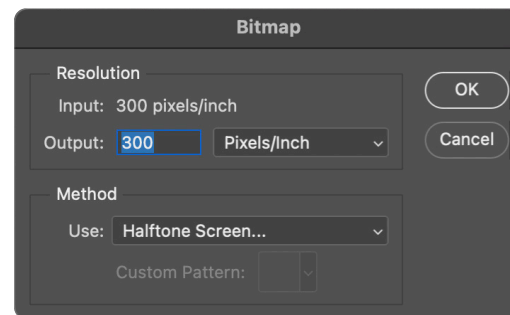 Bitmap
Resolution
Input: 300 pixels/inch
Output: 300 Pixels/Inch
OK
Cancel
Method
Use: Halftone Screen...
Custom Pattern: